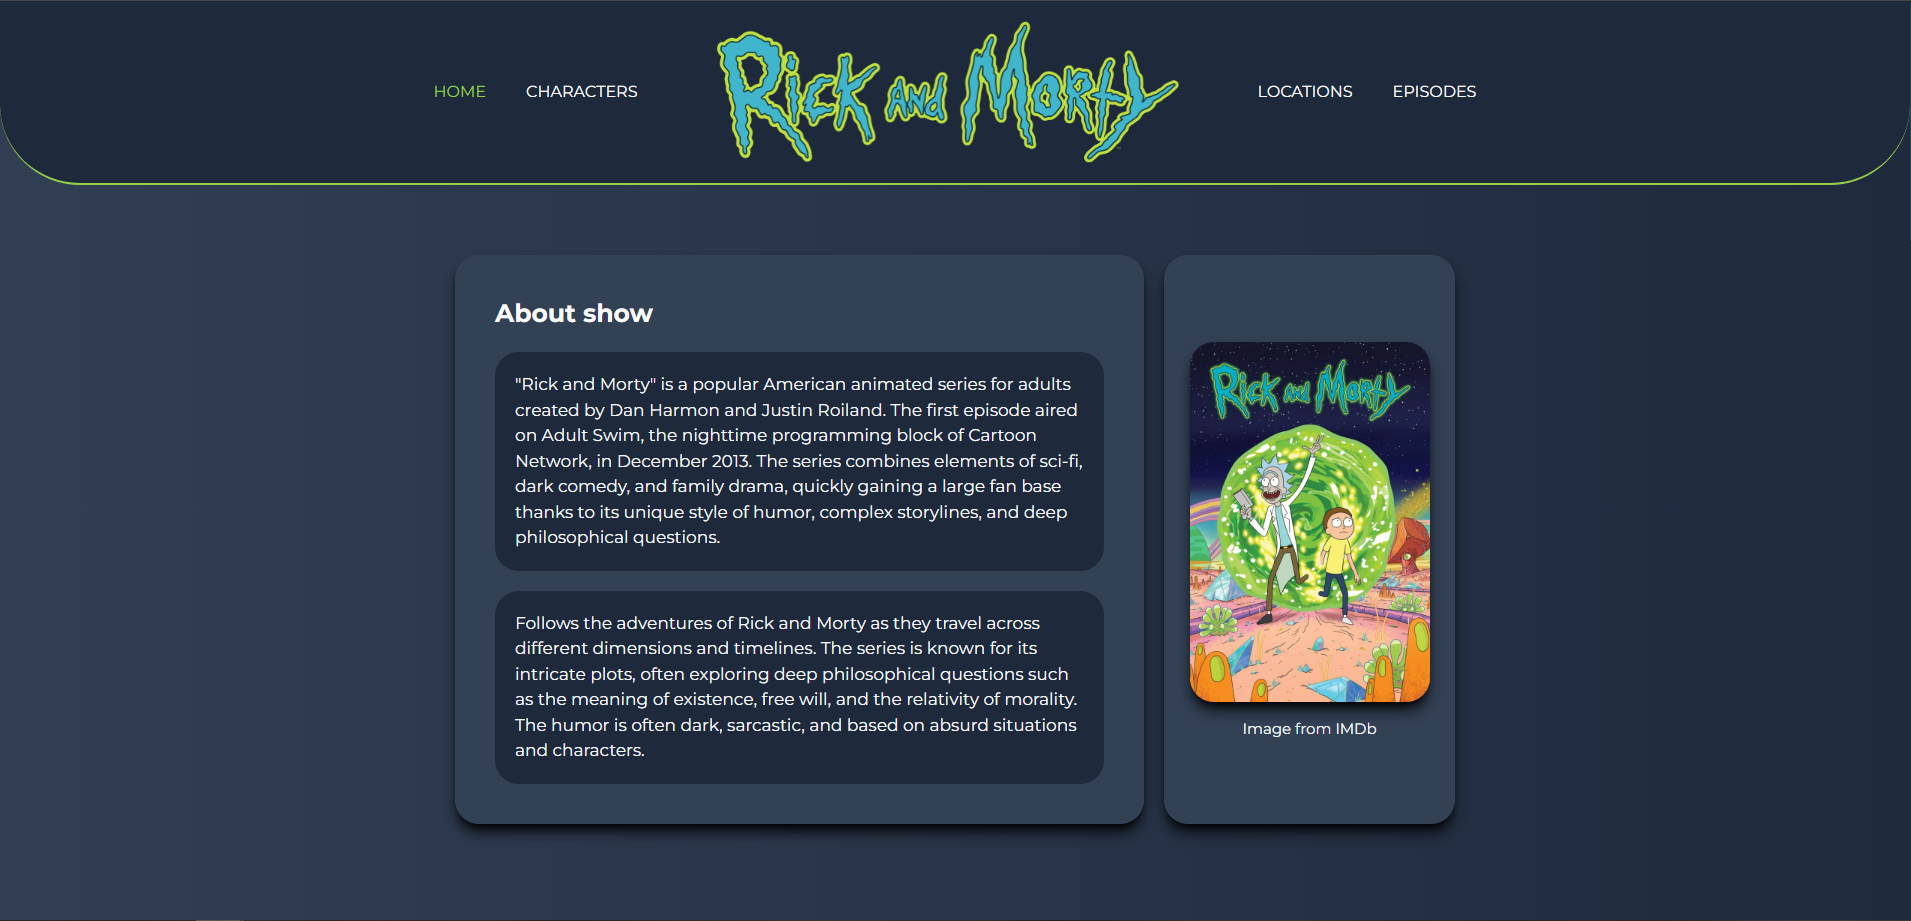 HOME
CHARACTERS
Rick and Morty
LOCATIONS
EPISODES
About show
"Rick and Morty" is a popular American animated series for adults
created by Dan Harmon and Justin Roiland. The first episode aired
on Adult Swim, the nighttime programming block of Cartoon
Network, in December 2013. The series combines elements of sci-fi,
dark comedy, and family drama, quickly gaining a large fan base
thanks to its unique style of humor, complex storylines, and deep
philosophical questions.
Follows the adventures of Rick and Morty as they travel across
different dimensions and timelines. The series is known for its
intricate plots, often exploring deep philosophical questions such
as the meaning of existence, free will, and the relativity of morality.
The humor is often dark, sarcastic, and based on absurd situations
and characters.
Rick and Morty
Image from IMDb